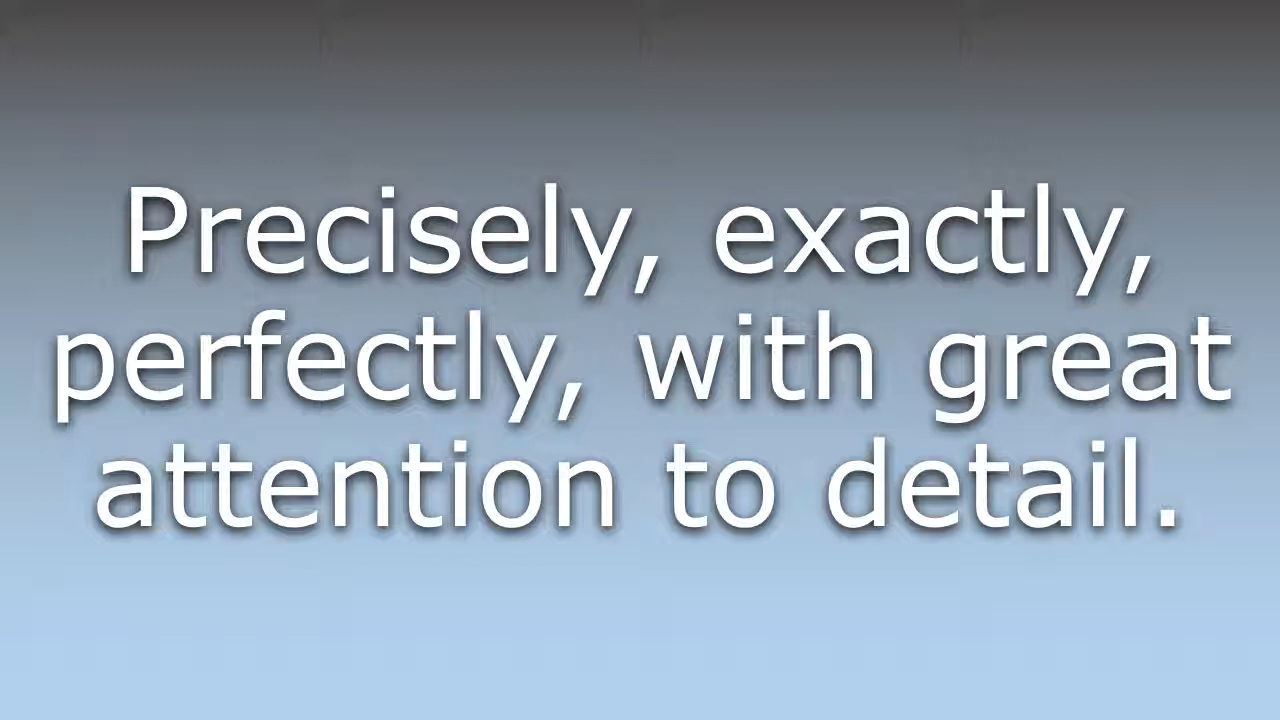 Precisely, exactly,
perfectly, with great
attention to detail.